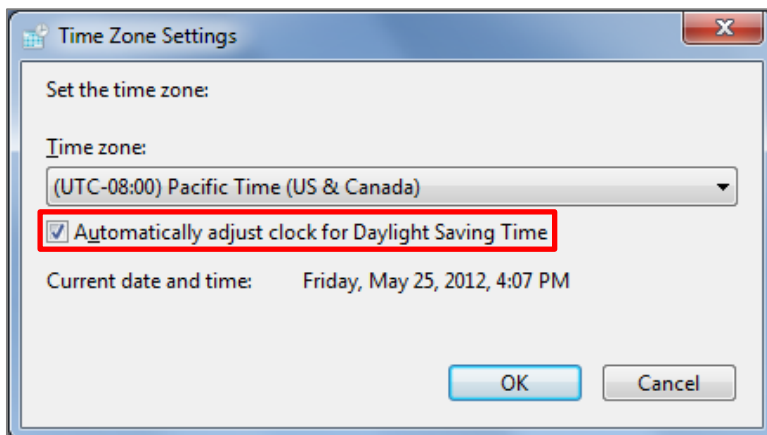 Time Zone Settings
Set the time zone:
Time zone:
(UTC-08:00) Pacific Time (US & Canada)
Automatically adjust clock for Daylight Saving Time
Current date and time: Friday, May 25, 2012, 4:07 PM
OK Cancel